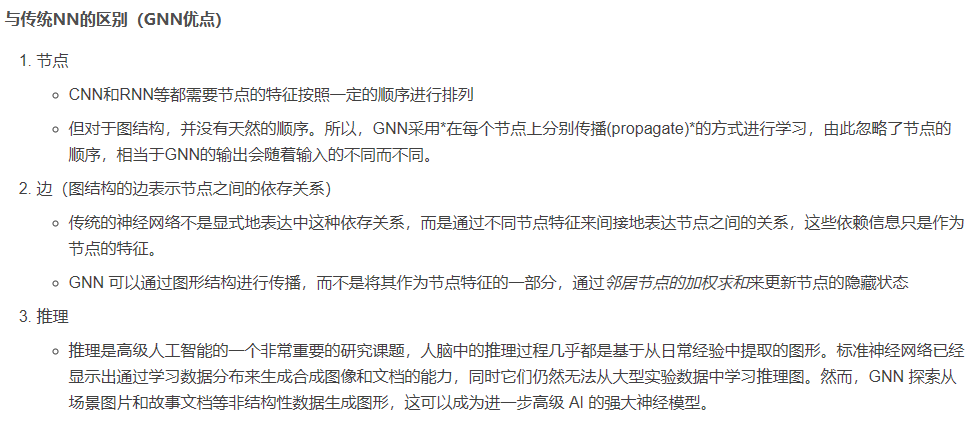 与传统NN的区别（GNN优点）
1. 节点
◦ CNN和RNN等都需要节点的特征按照一定的顺序进行排列
◦ 但对于图结构，并没有天然的顺序。所以，GNN采用*在每个节点上分别传播(propagate)*的方式进行学习，由此忽略了节点的
顺序，相当于GNN的输出会随着输入的不同而不同。
2. 边（图结构的边表示节点之间的依存关系）
◦ 传统的神经网络不是显式地表达中这种依存关系，而是通过不同节点特征来间接地表达节点之间的关系，这些依赖信息只是作为
节点的特征。
◦ GNN 可以通过图形结构进行传播，而不是将其作为节点特征的一部分，通过邻居节点的加权求和来更新节点的隐藏状态
3. 推理
◦ 推理是高级人工智能的一个非常重要的研究课题，人脑中的推理过程几乎都是基于从日常经验中提取的图形。标准神经网络已经
显示出通过学习数据分布来生成合成图像和文档的能力，同时它们仍然无法从大型实验数据中学习推理图。然而，GNN 探索从
场景图片和故事文档等非结构性数据生成图形，这可以成为进一步高级 AI 的强大神经模型。